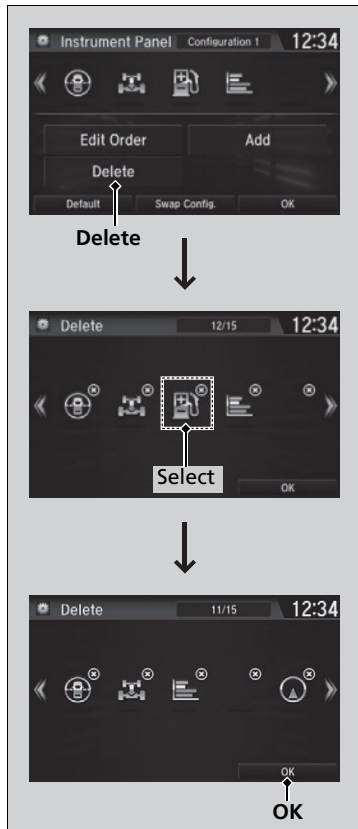 Instrument Panel Configuration 1 12:34
Edit Order Add
Delete
Default Swap Config. OK
Delete
Delete 12/15 12:34
Select
OK
Delete 11/15 12:34
OK
OK